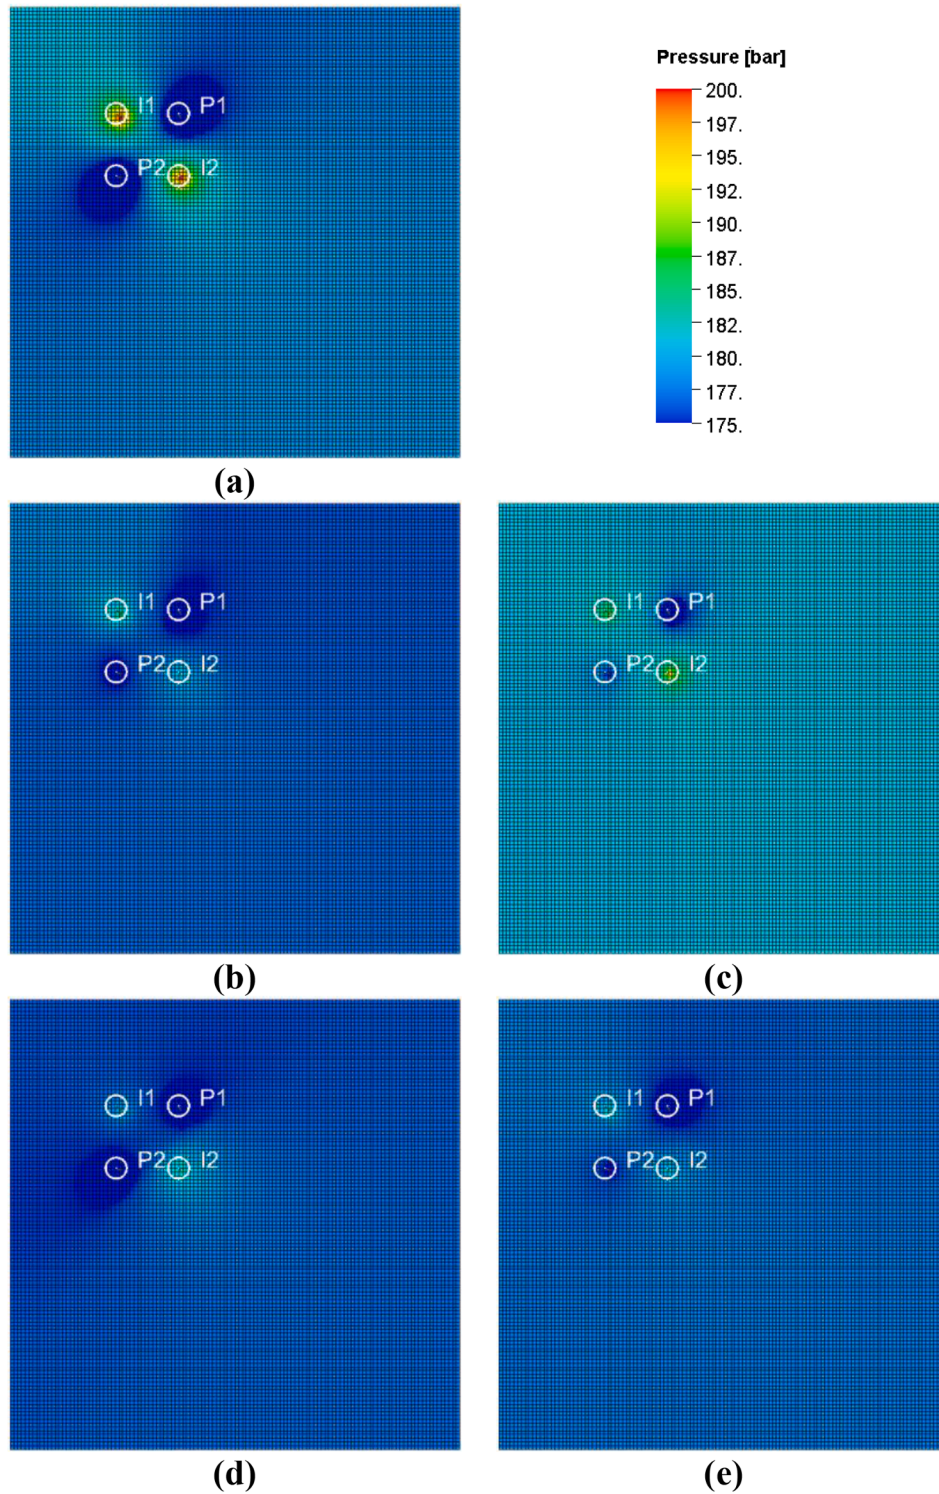 Pressure [bar]
200.
197.
195.
192.
190.
187.
185.
182.
180.
177.
175.
I1 P1
P2 I2
(a)
I1 P1
P2 I2
(b)
I1 P1
P2 I2
(c)
I1 P1
P2 I2
(d)
I1 P1
P2 I2
(e)